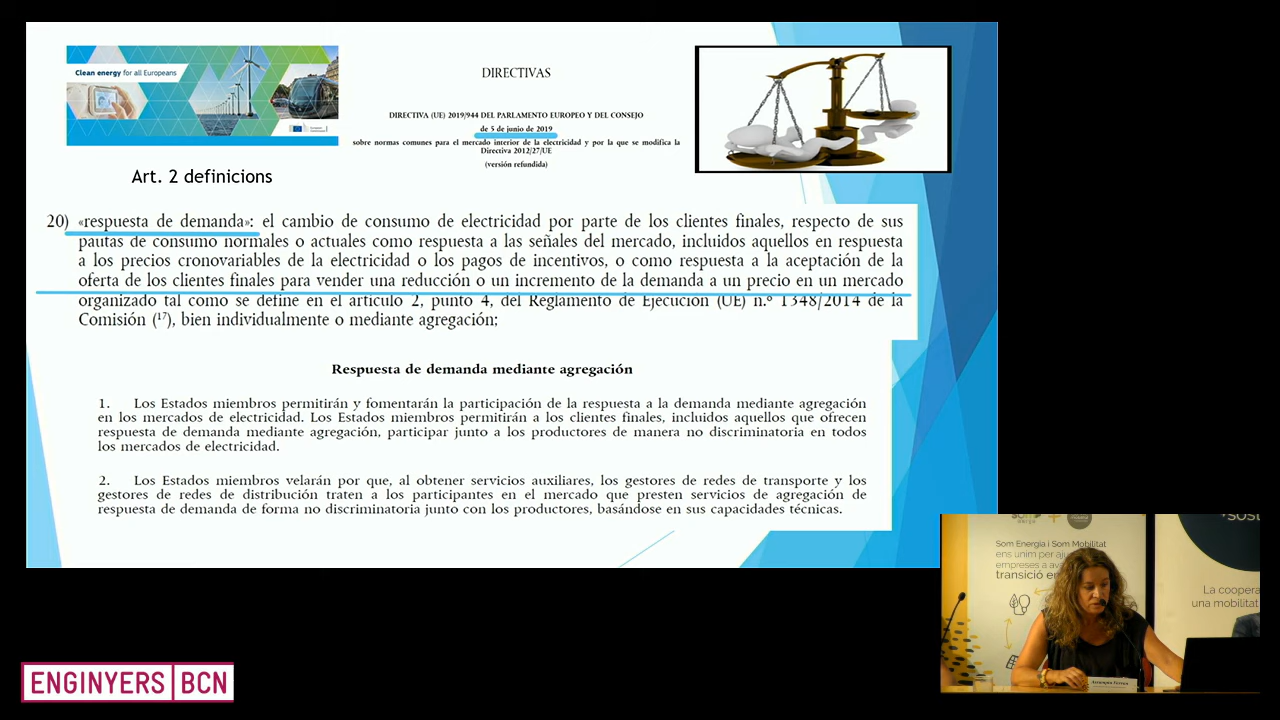 Clean energy for all Europeans
DIRECTIVAS
DIRECTIVA (UE) 2019/944 DEL PARLAMENTO EUROPEO Y DEL CONSEJO
de 5 de junio de 2019
sobre normas comunes para el mercado interior de la electricidad y por la que se modifica la
Directiva 2012/27/UE
(versión refundida)
Art. 2 definicions
20) «respuesta de demanda»: el cambio de consumo de electricidad por parte de los clientes finales, respecto de sus
pautas de consumo normales o actuales como respuesta a las señales del mercado, incluidos aquellos en respuesta
a los precios cronovariables de la electricidad o los pagos de incentivos, o como respuesta a la aceptación de la
oferta de los clientes finales para vender una reducción o un incremento de la demanda a un precio en un mercado
organizado tal como se define en el artículo 2, punto 4, del Reglamento de Ejecución (UE) n.º 1348/2014 de la
Comisión (¹⁷), bien individualmente o mediante agregación;
Respuesta de demanda mediante agregación
1. Los Estados miembros permitirán y fomentarán la participación de la respuesta a la demanda mediante agregación
en los mercados de electricidad. Los Estados miembros permitirán a los clientes finales, incluidos aquellos que ofrecen
respuesta de demanda mediante agregación, participar junto a los productores de manera no discriminatoria en todos
los mercados de electricidad.
2. Los Estados miembros velarán por que, al obtener servicios auxiliares, los gestores de redes de transporte y los
gestores de redes de distribución traten a los participantes en el mercado que presten servicios de agregación de
respuesta de demanda de forma no discriminatoria junto con los productores, basándose en sus capacidades técnicas.
Som Energia i Som Mobilitat
ens unim per
empreses a
transició
La coopera
una mobilitat
ENGINYERS BCN